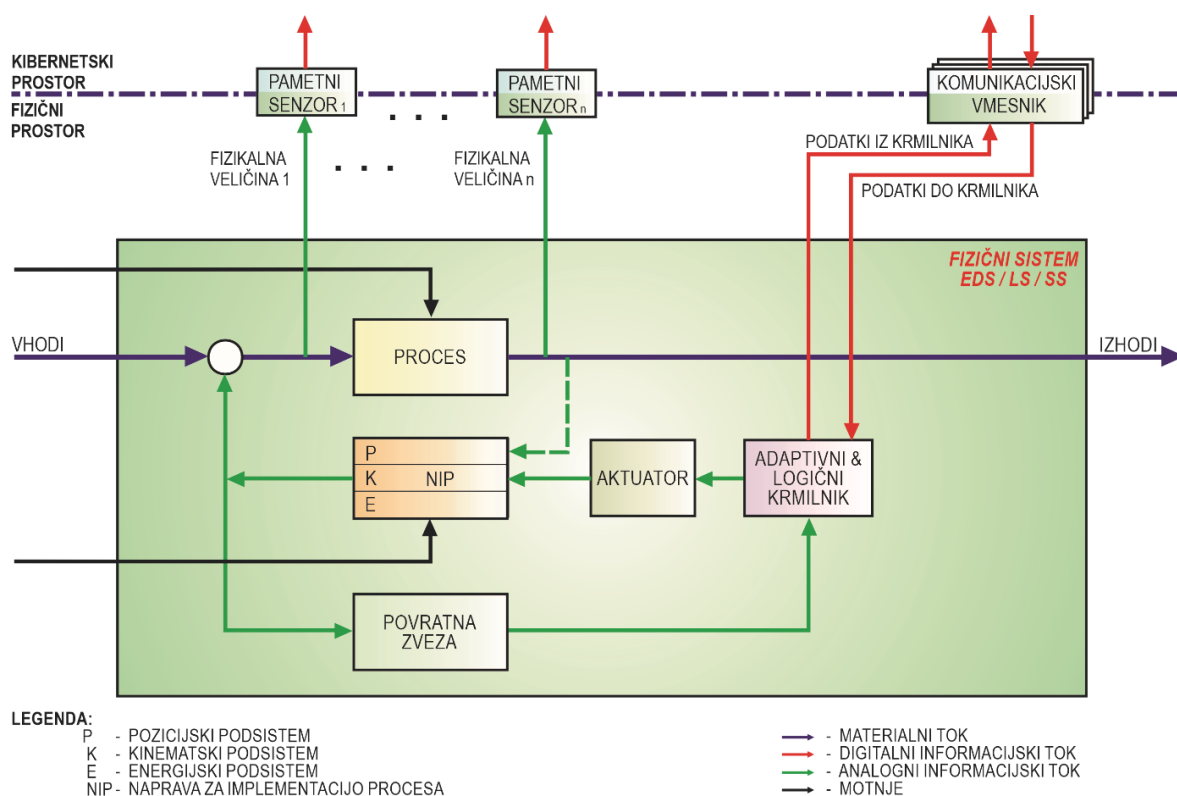 KIBERNETSKI
PROSTOR
FIZIČNI
PROSTOR
PAMETNI
SENZOR 1
. . .
PAMETNI
SENZOR n
KOMUNIKACIJSKI
VMESNIK
FIZIKALNA
VELIČINA 1
. . .
FIZIKALNA
VELIČINA n
PODATKI IZ KRMILNIKA
PODATKI DO KRMILNIKA
FIZIČNI SISTEM
EDS / LS / SS
VHODI
PROCES
IZHODI
P
K
E
NIP
AKTUATOR
ADAPTIVNI &
LOGIČNI
KRMILNIK
POVRATNA
ZVEZA
LEGENDA:
P - POZICIJSKI PODSISTEM
K - KINEMATSKI PODSISTEM
E - ENERGIJSKI PODSISTEM
NIP - NAPRAVA ZA IMPLEMENTACIJO PROCESA
- MATERIALNI TOK
- DIGITALNI INFORMACIJSKI TOK
- ANALOGNI INFORMACIJSKI TOK
- MOTNJE